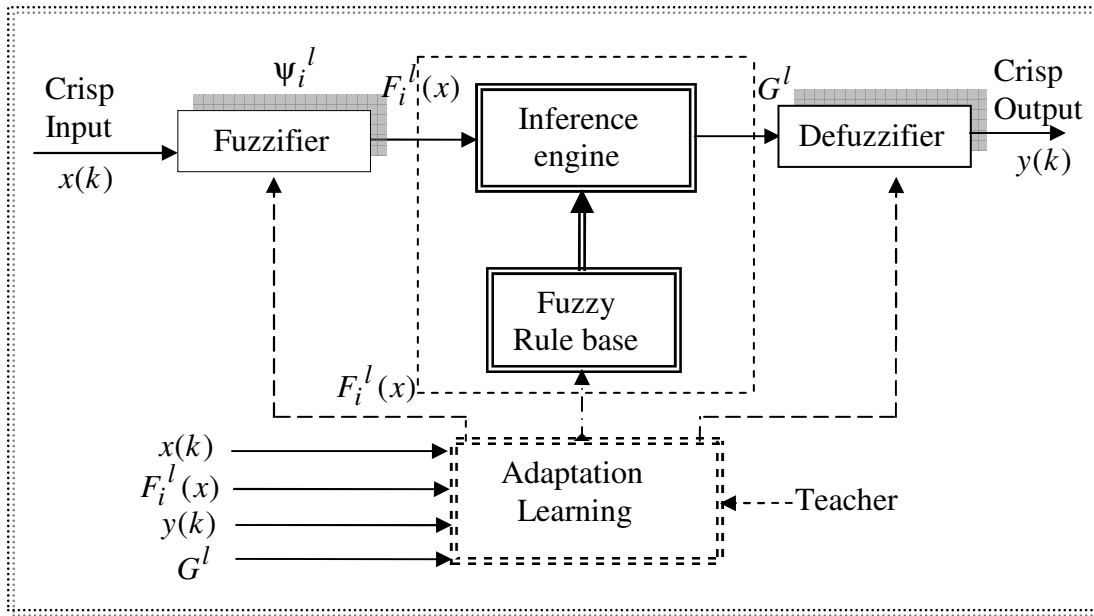 Crisp
Input
x(k)
Ψ_i^l
Fuzzifier
F_i^l(x)
Inference
engine
G^l
Defuzzifier
Crisp
Output
y(k)
Fuzzy
Rule base
F_i^l(x)
x(k)
F_i^l(x)
y(k)
G^l
Adaptation
Learning
Teacher